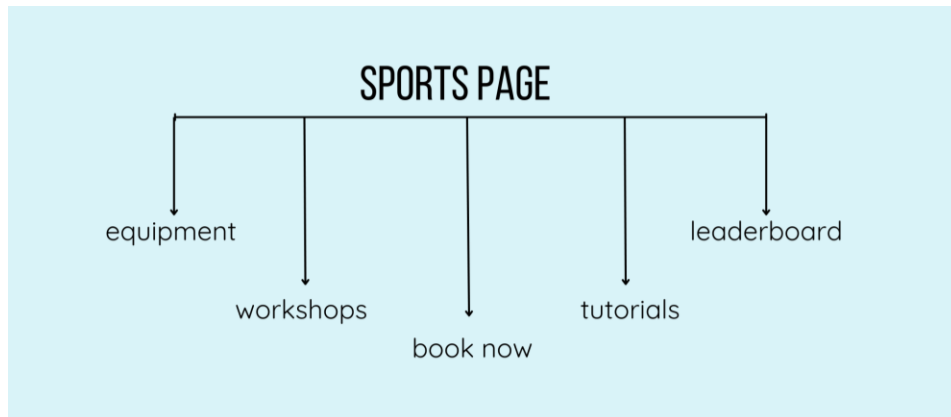 SPORTS PAGE
equipment
workshops
book now
tutorials
leaderboard